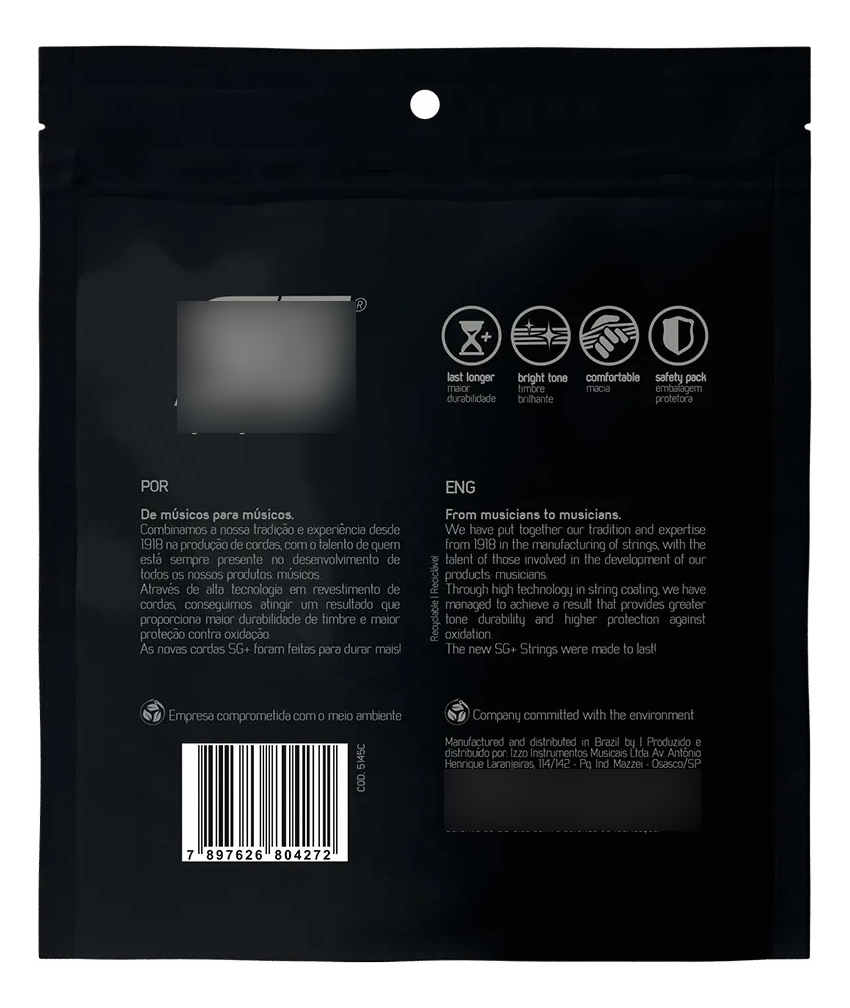 ®
last longer
maior
durabilidade
bright tone
timbre
brilhante
comfortable
macia
safety pack
embalagem
protetora
POR
De músicos para músicos.
Combinamos a nossa tradição e experiência desde
1918 na produção de cordas, com o talento de quem
está sempre presente no desenvolvimento de
todos os nossos produtos: músicos.
Através de alta tecnologia em revestimento de
cordas, conseguimos atingir um resultado que
proporciona maior durabilidade de timbre e maior
proteção contra oxidação.
As novas cordas SG+ foram feitas para durar mais!
Recyclable | Reciclável
ENG
From musicians to musicians.
We have put together our tradition and expertise
from 1918 in the manufacturing of strings, with the
talent of those involved in the development of our
products: musicians.
Through high technology in string coating, we have
managed to achieve a result that provides greater
tone durability and higher protection against
oxidation.
The new SG+ Strings were made to last!
Empresa comprometida com o meio ambiente
Company committed with the environment
COD. 5145C
7 897626 804272
Manufactured and distributed in Brazil by | Produzido e
distribuído por: Izzo Instrumentos Musicais Ltda. Av. Antônio
Henrique Laranjeiras, 114/142 - Pq. Ind. Mazzei - Osasco/SP